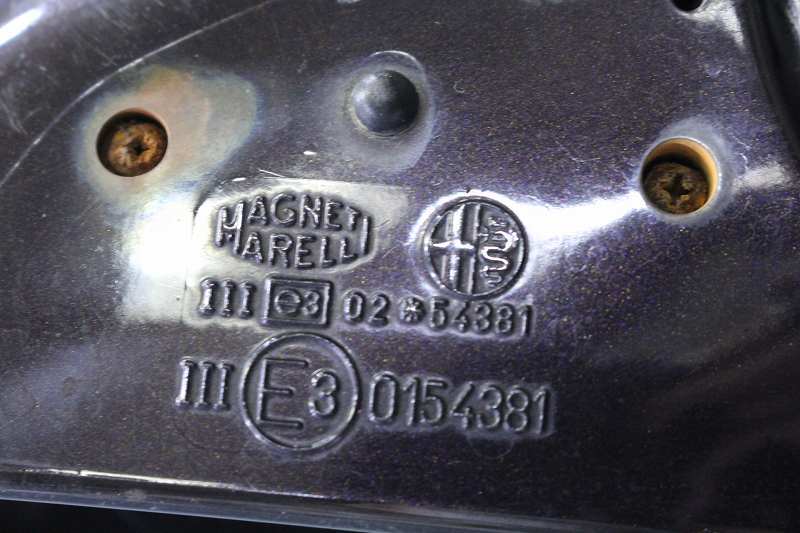 MAGNETI
MARELLI
III e3 02*54381
III E3 0154381